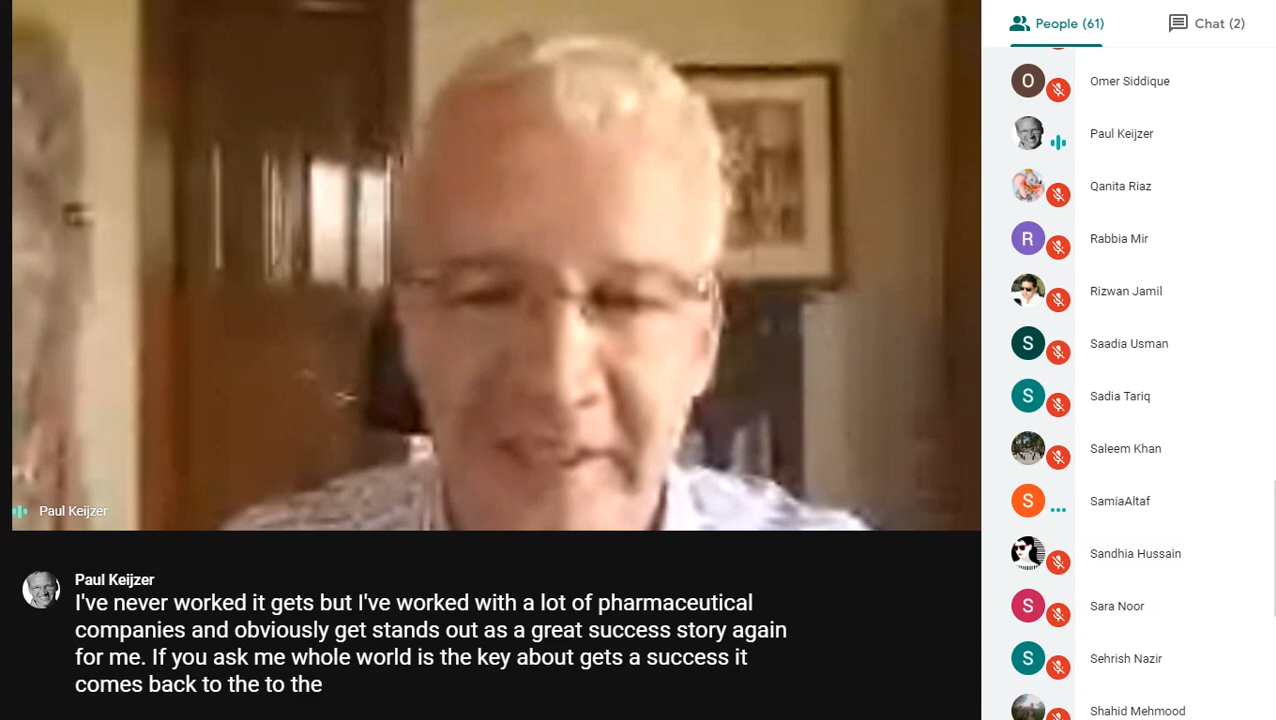 People (61)
Chat (2)
O
Omer Siddique
Paul Keijzer
Qanita Riaz
R
Rabbia Mir
Rizwan Jamil
S
Saadia Usman
S
Sadia Tariq
Saleem Khan
S
SamiaAltaf
Sandhia Hussain
S
Sara Noor
S
Sehrish Nazir
Shahid Mehmood
Paul Keijzer
Paul Keijzer
I've never worked it gets but I've worked with a lot of pharmaceutical
companies and obviously get stands out as a great success story again
for me. If you ask me whole world is the key about gets a success it
comes back to the to the